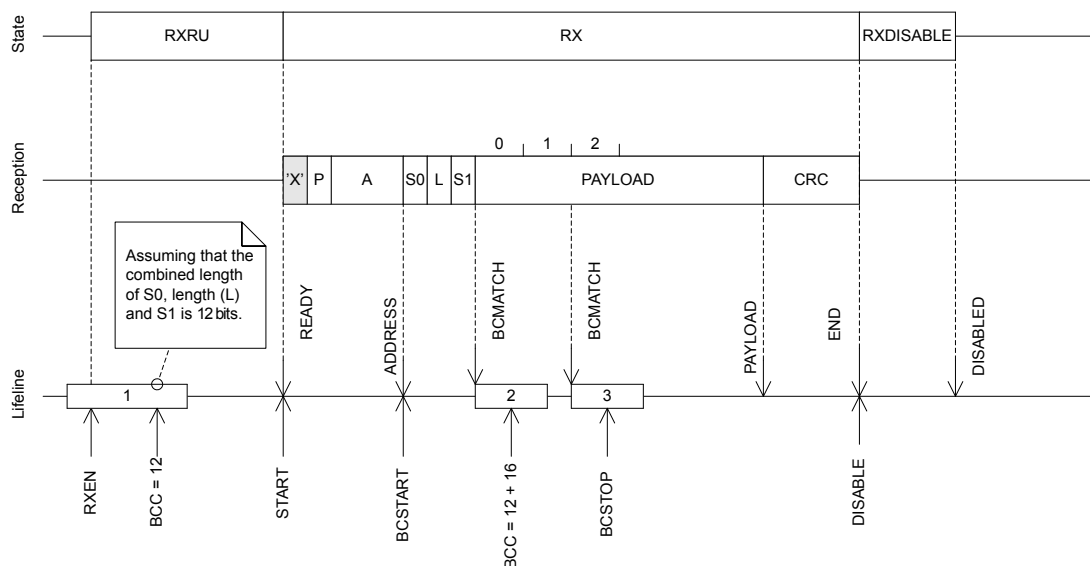 State
RXRU
RX
RXDISABLE
Reception
0
1
2
'X'
P
A
S0
L
S1
PAYLOAD
CRC
Assuming that the
combined length
of S0, length (L)
and S1 is 12 bits.
READY
ADDRESS
BCMATCH
BCMATCH
PAYLOAD
END
DISABLED
Lifeline
1
2
3
RXEN
BCC = 12
START
BCSTART
BCC = 12 + 16
BCSTOP
DISABLE